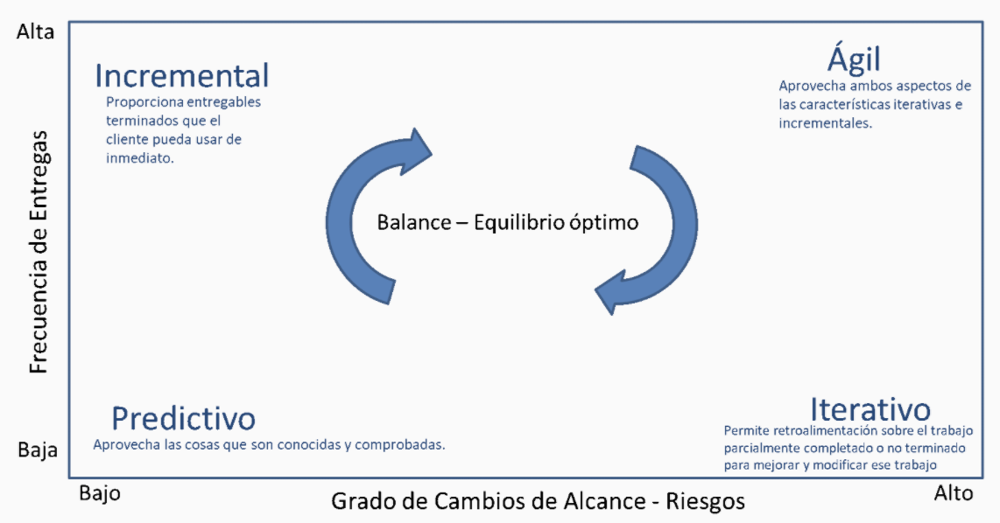 Alta
Incremental
Proporciona entregables
terminados que el
cliente pueda usar de
inmediato.
Ágil
Aprovecha ambos aspectos de
las características iterativas e
incrementales.
Frecuencia de Entregas
Balance – Equilibrio óptimo
Predictivo
Aprovecha las cosas que son conocidas y comprobadas.
Iterativo
Permite retroalimentación sobre el trabajo
parcialmente completado o no terminado
para mejorar y modificar ese trabajo
Baja
Bajo
Grado de Cambios de Alcance - Riesgos
Alto